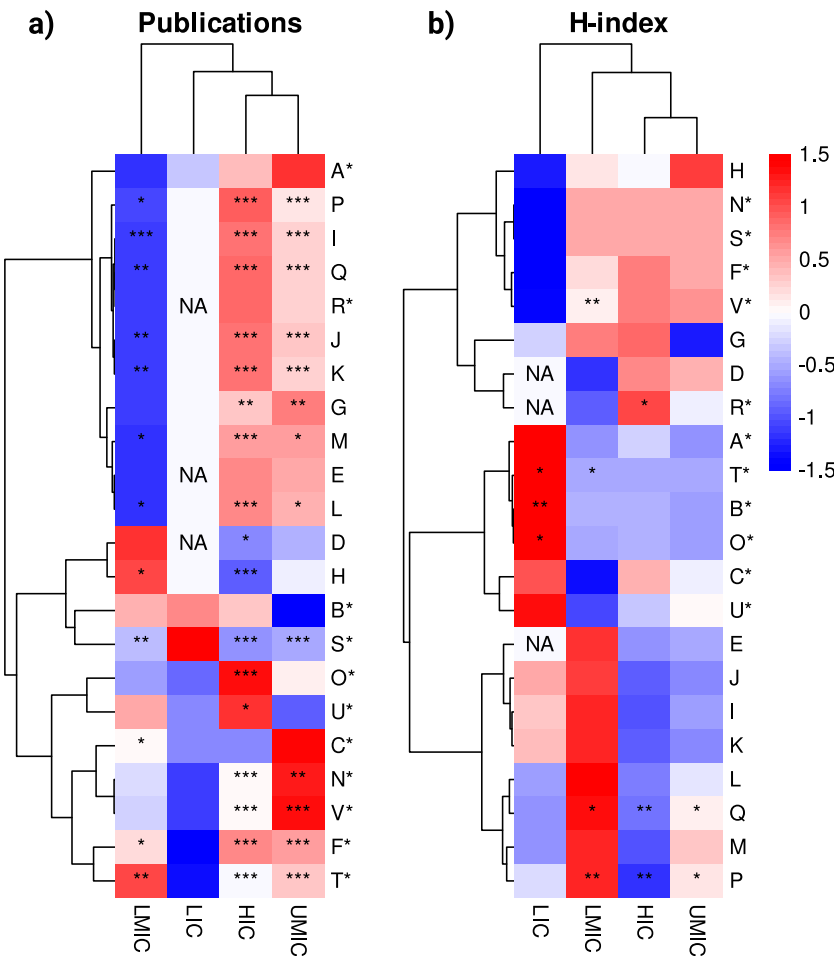 a) Publications b) H-index
A* H 1.5
* *** *** P N*
*** *** *** I S* 1
** *** *** Q F* 0.5
NA R* ** V* 0
** *** *** J G -0.5
** *** *** K NA D -1
** ** G NA * R*
* *** * M A* -1.5
NA E * * T*
* *** * L ** B*
NA * D * O*
* *** H C*
B* U*
** *** *** S* NA E
*** O* J
* U* I
* C* K
*** ** N* L
*** *** V* * ** * Q
* *** *** F* M
** *** *** T* ** ** * P
LMIC LIC HIC UMIC LIC LMIC HIC UMIC